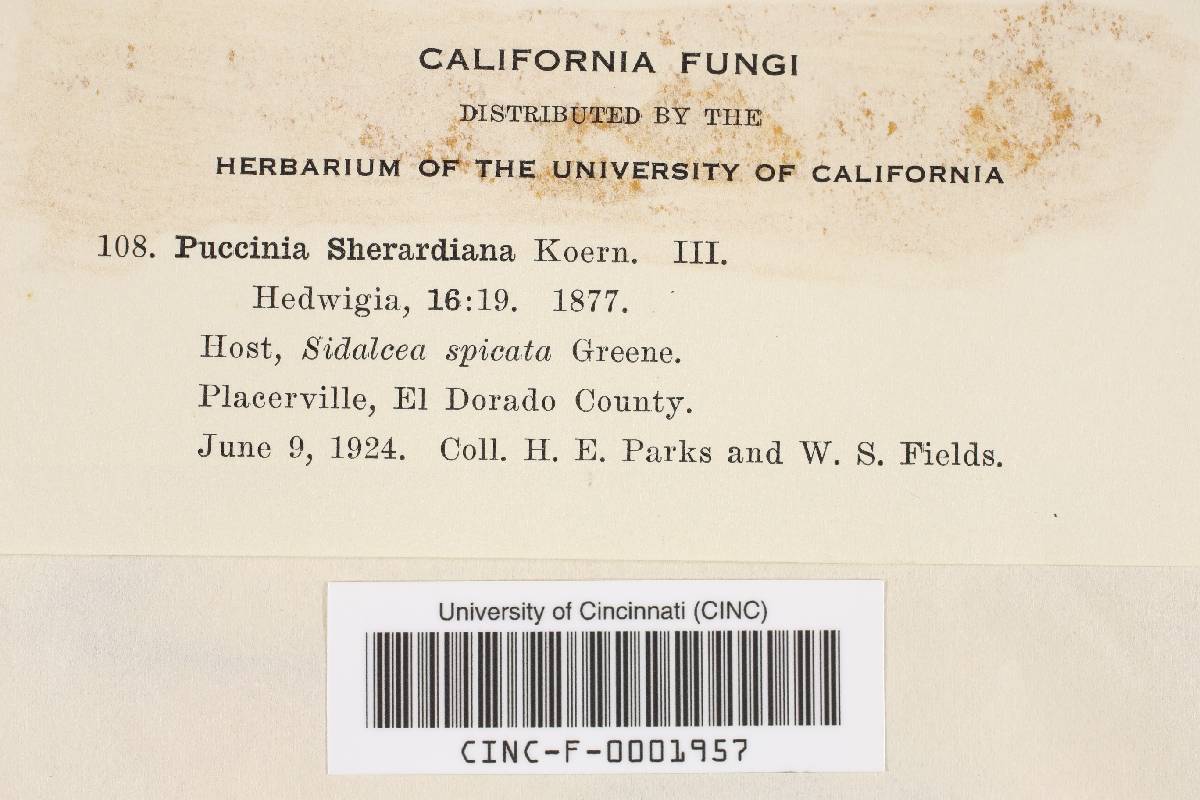 CALIFORNIA FUNGI
DISTRIBUTED BY THE
HERBARIUM OF THE UNIVERSITY OF CALIFORNIA
108. Puccinia Sherardiana Koern. III.
Hedwigia, 16:19. 1877.
Host, Sidalcea spicata Greene.
Placerville, El Dorado County.
June 9, 1924. Coll. H. E. Parks and W. S. Fields.
University of Cincinnati (CINC)
CINC-F-0001957